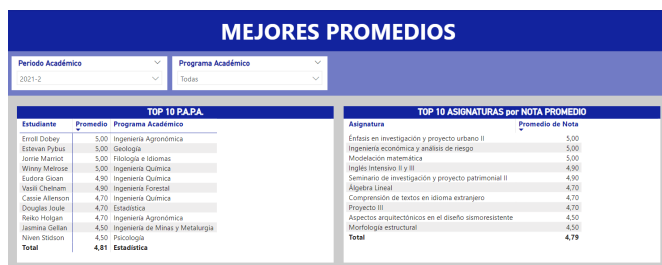 MEJORES PROMEDIOS
Periodo Académico
2021-2
Programa Académico
Todas
TOP 10 P.A.P.A.
Estudiante Promedio Programa Académico
Erroll Dobey 5,00 Ingeniería Agronómica
Estevan Pybus 5,00 Geología
Jorrie Marriot 5,00 Filología e Idiomas
Winny Melrose 5,00 Ingeniería Química
Eudora Gioan 4,90 Ingeniería Química
Vasili Chelnam 4,90 Ingeniería Forestal
Cassie Allenson 4,70 Ingeniería Química
Douglas Joule 4,70 Estadística
Reiko Holgan 4,70 Ingeniería Agronómica
Jasmina Gellan 4,50 Ingeniería de Minas y Metalurgia
Niven Stidson 4,50 Psicología
Total 4,81 Estadística
TOP 10 ASIGNATURAS por NOTA PROMEDIO
Asignatura Promedio de Nota
Énfasis en investigación y proyecto urbano II 5,00
Ingeniería económica y análisis de riesgo 5,00
Modelación matemática 5,00
Inglés Intensivo II y III 4,90
Seminario de investigación y proyecto patrimonial II 4,90
Álgebra Lineal 4,70
Comprensión de textos en idioma extranjero 4,70
Proyecto III 4,70
Aspectos arquitectónicos en el diseño sismoresistente 4,50
Morfología estructural 4,50
Total 4,79